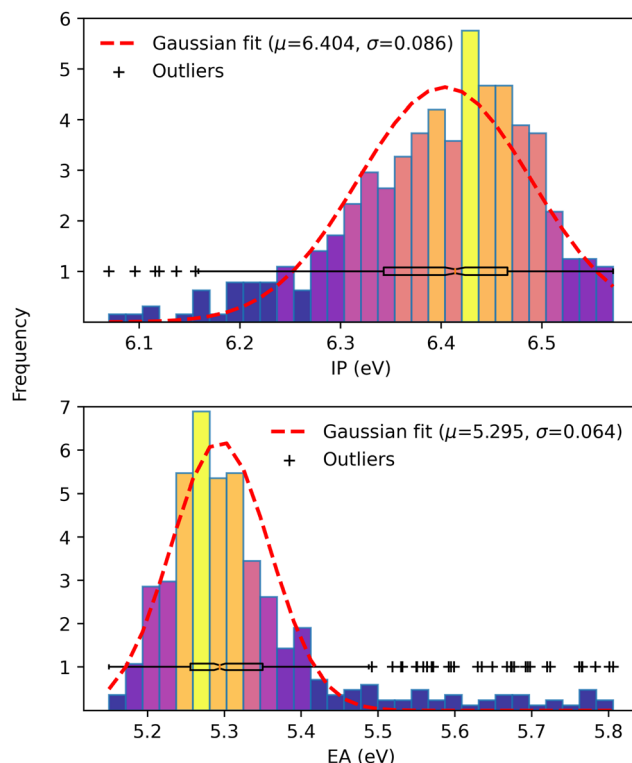 6
5
4
3
2
1
0
Gaussian fit (μ=6.404, σ=0.086)
Outliers
6.1 6.2 6.3 6.4 6.5
IP (eV)
Frequency
7
6
5
4
3
2
1
0
Gaussian fit (μ=5.295, σ=0.064)
Outliers
5.2 5.3 5.4 5.5 5.6 5.7 5.8
EA (eV)